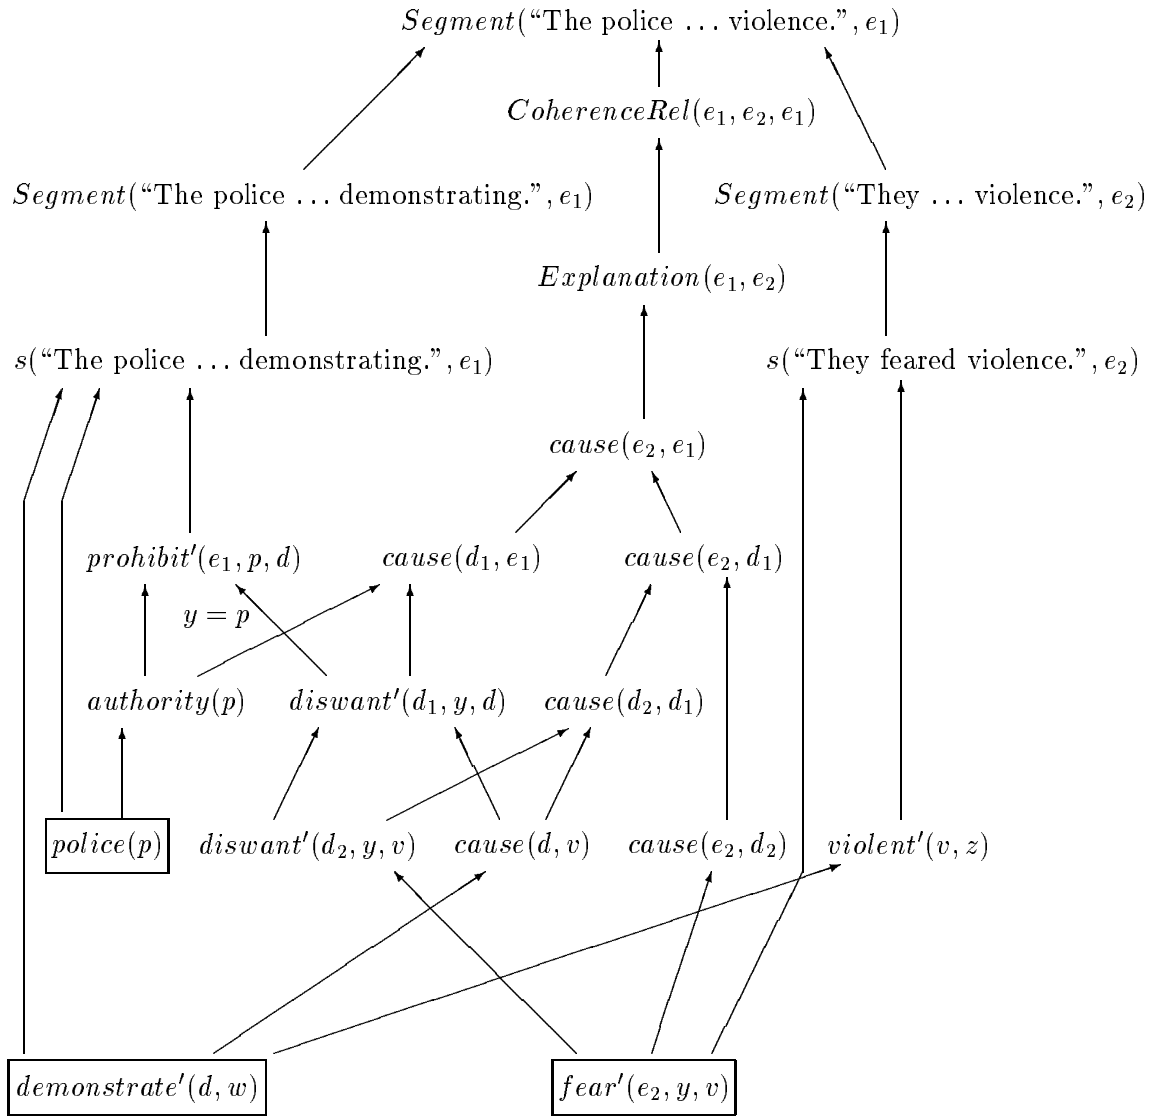 Segment(“The police … violence.”, e₁)
CoherenceRel(e₁, e₂, e₁)
Segment(“The police … demonstrating.”, e₁) Segment(“They … violence.”, e₂)
Explanation(e₁, e₂)
s(“The police … demonstrating.”, e₁) s(“They feared violence.”, e₂)
cause(e₂, e₁)
prohibit′(e₁, p, d) cause(d₁, e₁) cause(e₂, d₁)
y = p
authority(p) diswant′(d₁, y, d) cause(d₂, d₁)
police(p) diswant′(d₂, y, v) cause(d, v) cause(e₂, d₂) violent′(v, z)
demonstrate′(d, w) fear′(e₂, y, v)